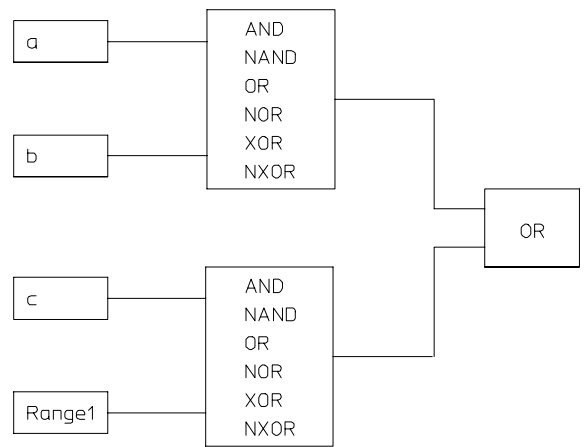 a
b
AND
NAND
OR
NOR
XOR
NXOR
OR
c
Range1
AND
NAND
OR
NOR
XOR
NXOR